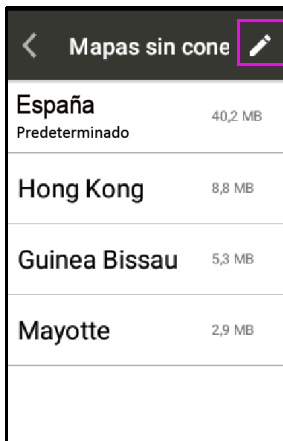 Mapas sin cone
España
Predeterminado
40,2 MB
Hong Kong
8,8 MB
Guinea Bissau
5,3 MB
Mayotte
2,9 MB